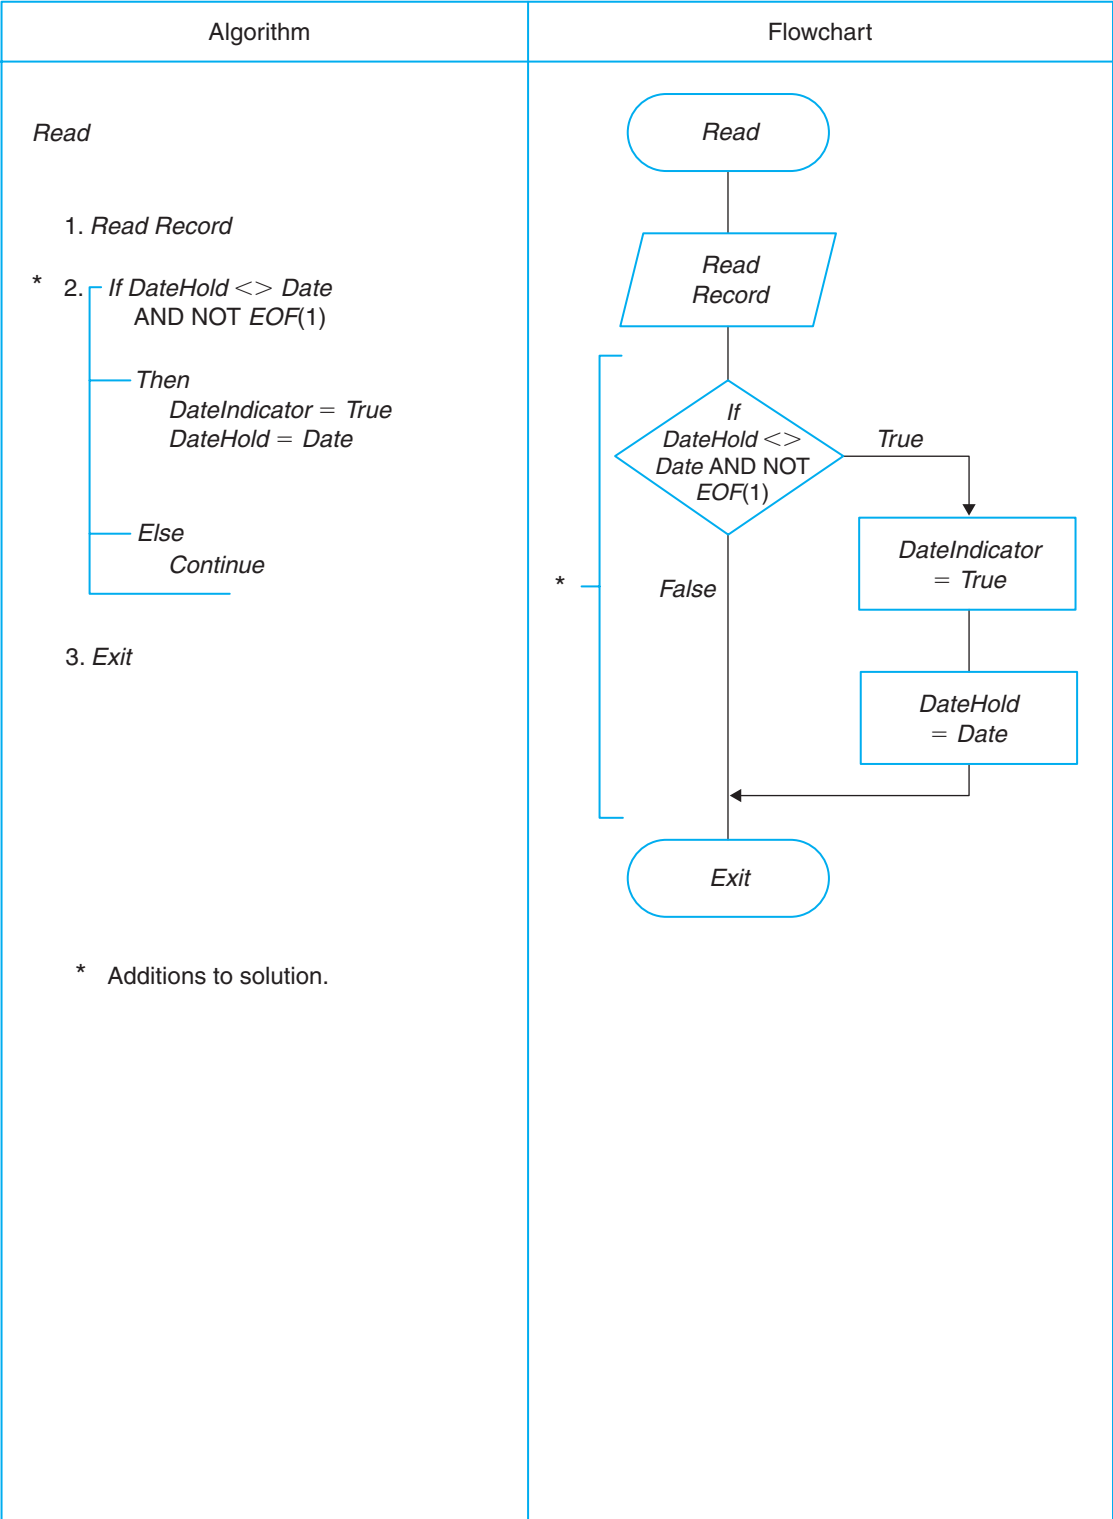 Algorithm
Read
1. Read Record
* 2. If DateHold <> Date
AND NOT EOF(1)
Then
DateIndicator = True
DateHold = Date
Else
Continue
3. Exit
* Additions to solution.
Flowchart
Read
Read
Record
If
DateHold <>
Date AND NOT
EOF(1)
True
DateIndicator
= True
*
False
DateHold
= Date
Exit